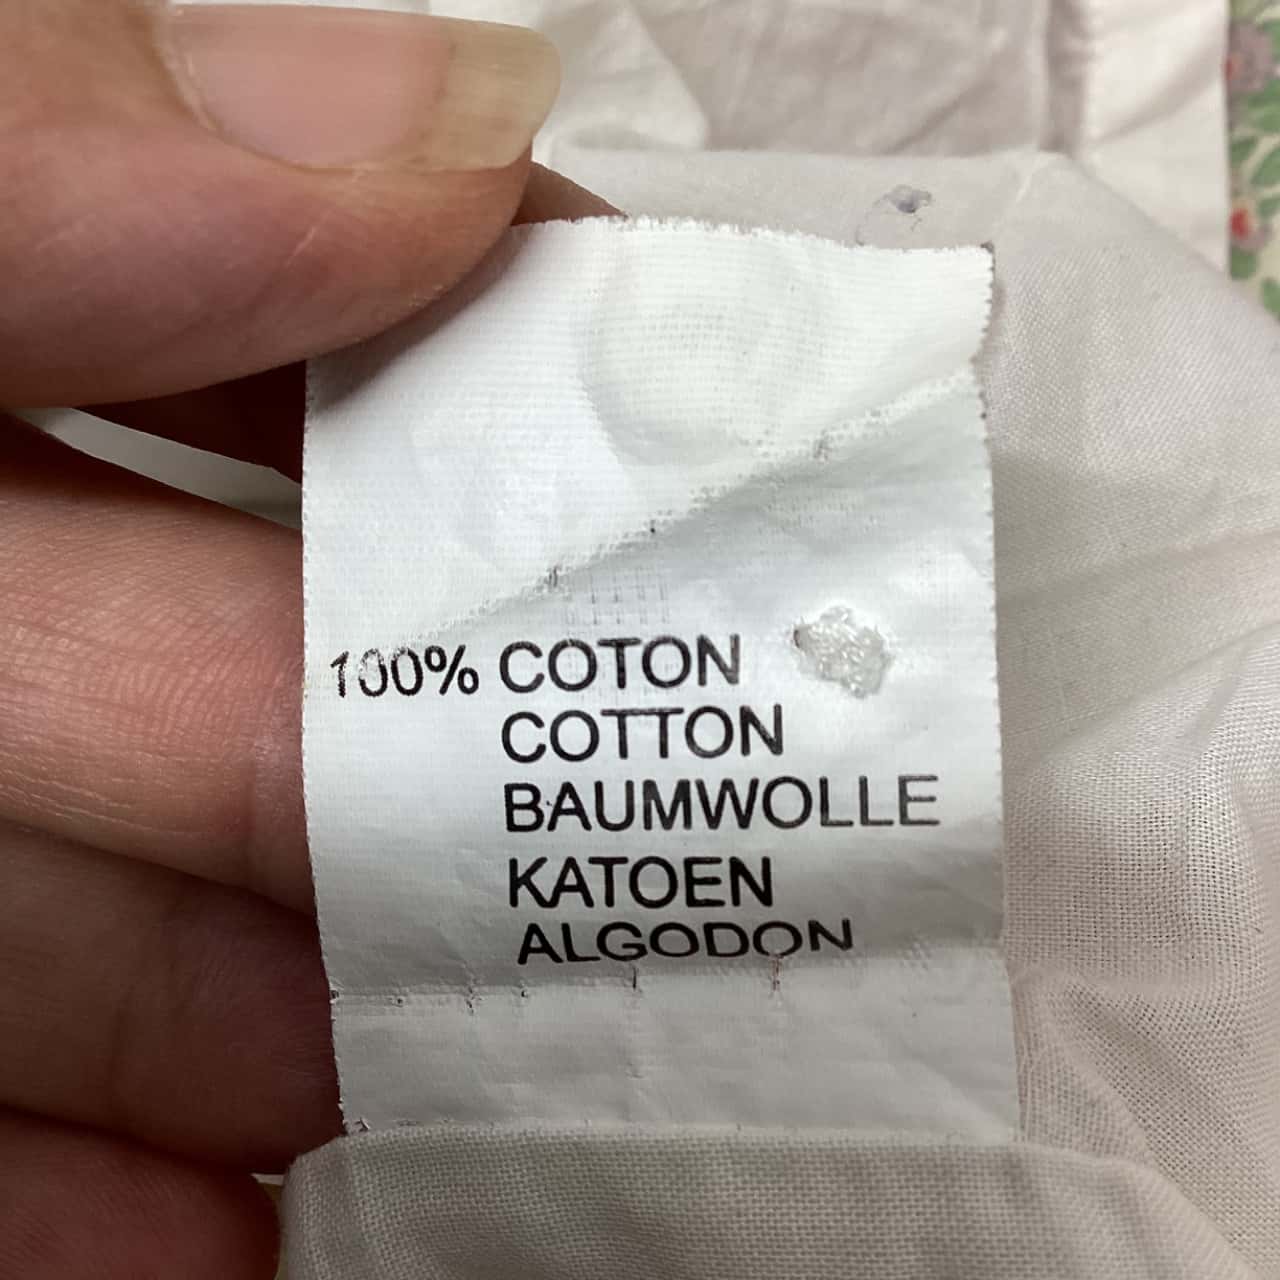 100% COTON
COTTON
BAUMWOLLE
KATOEN
ALGODON